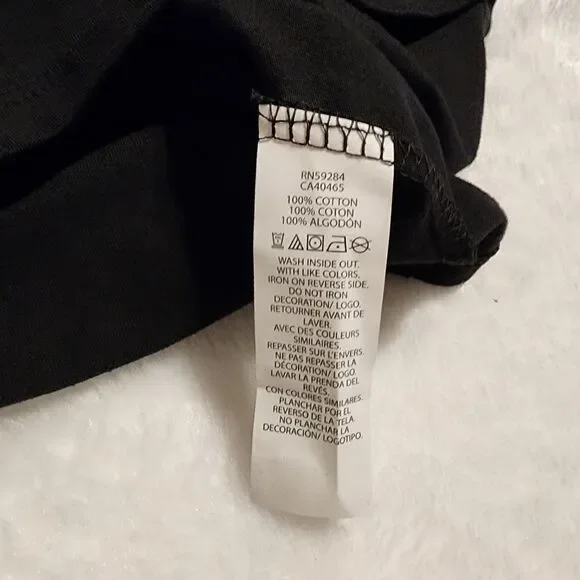 RN59284
CA40465
100% COTTON
100% COTON
100% ALGODÓN
WASH INSIDE OUT.
WITH LIKE COLORS.
IRON ON REVERSE SIDE.
DO NOT IRON
DECORATION/ LOGO.
RETOURNER AVANT DE
LAVER.
AVEC DES COULEURS
SIMILAIRES.
REPASSER SUR L'ENVERS.
NE PAS REPASSER LA
DÉCORATION/ LOGO.
LAVAR LA PRENDA DEL
REVÉS.
CON COLORES SIMILARES.
PLANCHAR POR EL
REVERSO DE LA TELA.
NO PLANCHAR LA
DECORACIÓN/ LOGOTIPO.